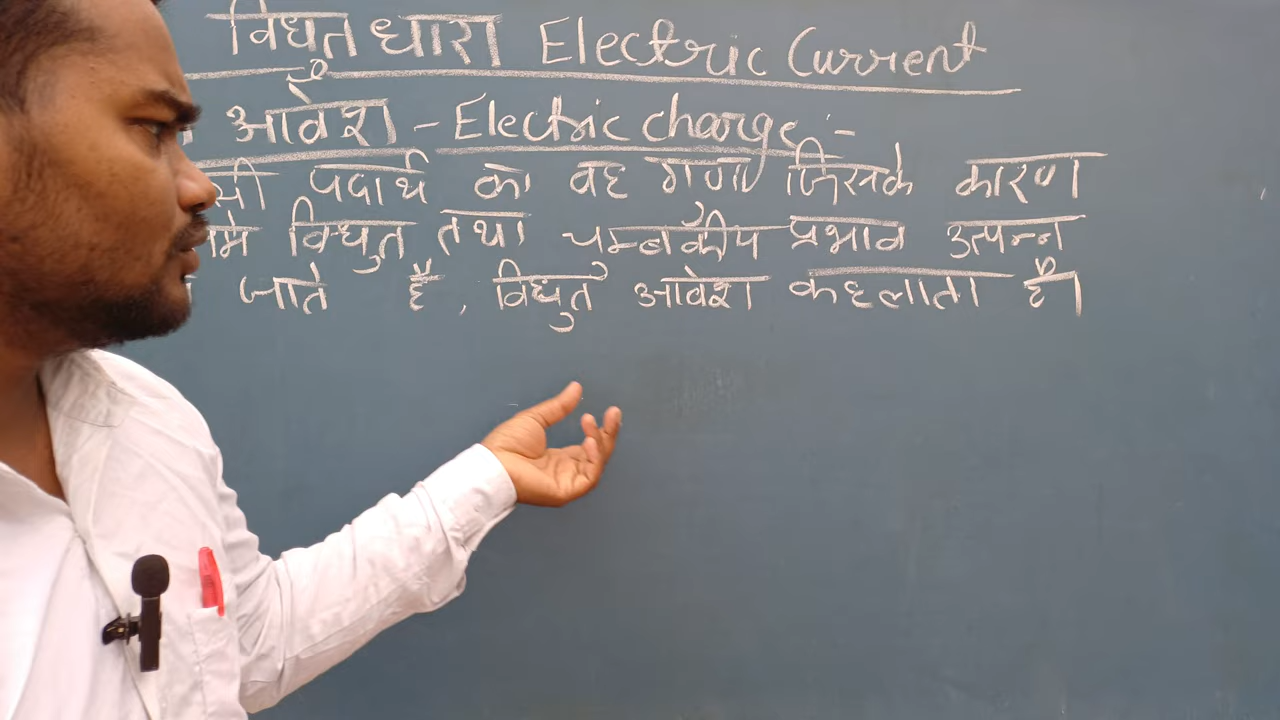 विधुत धारा Electric Current
आवेश - Electric charge :-
पदार्थ का वह गुण जिसके कारण
विधुत तथा चुम्बकीय प्रभाव उत्पन्न
जाते हैं, विधुत आवेश कहलाता है।